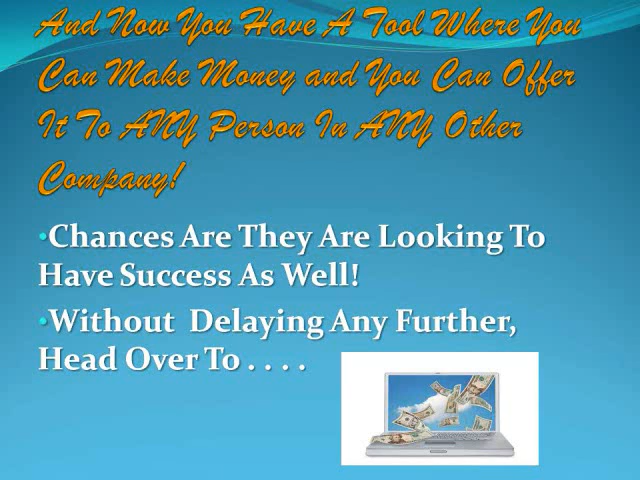 And Now You Have A Tool Where You
Can Make Money and You Can Offer
It To ANY Person In ANY Other
Company!
•Chances Are They Are Looking To
Have Success As Well!
•Without  Delaying Any Further,
Head Over To . . . .